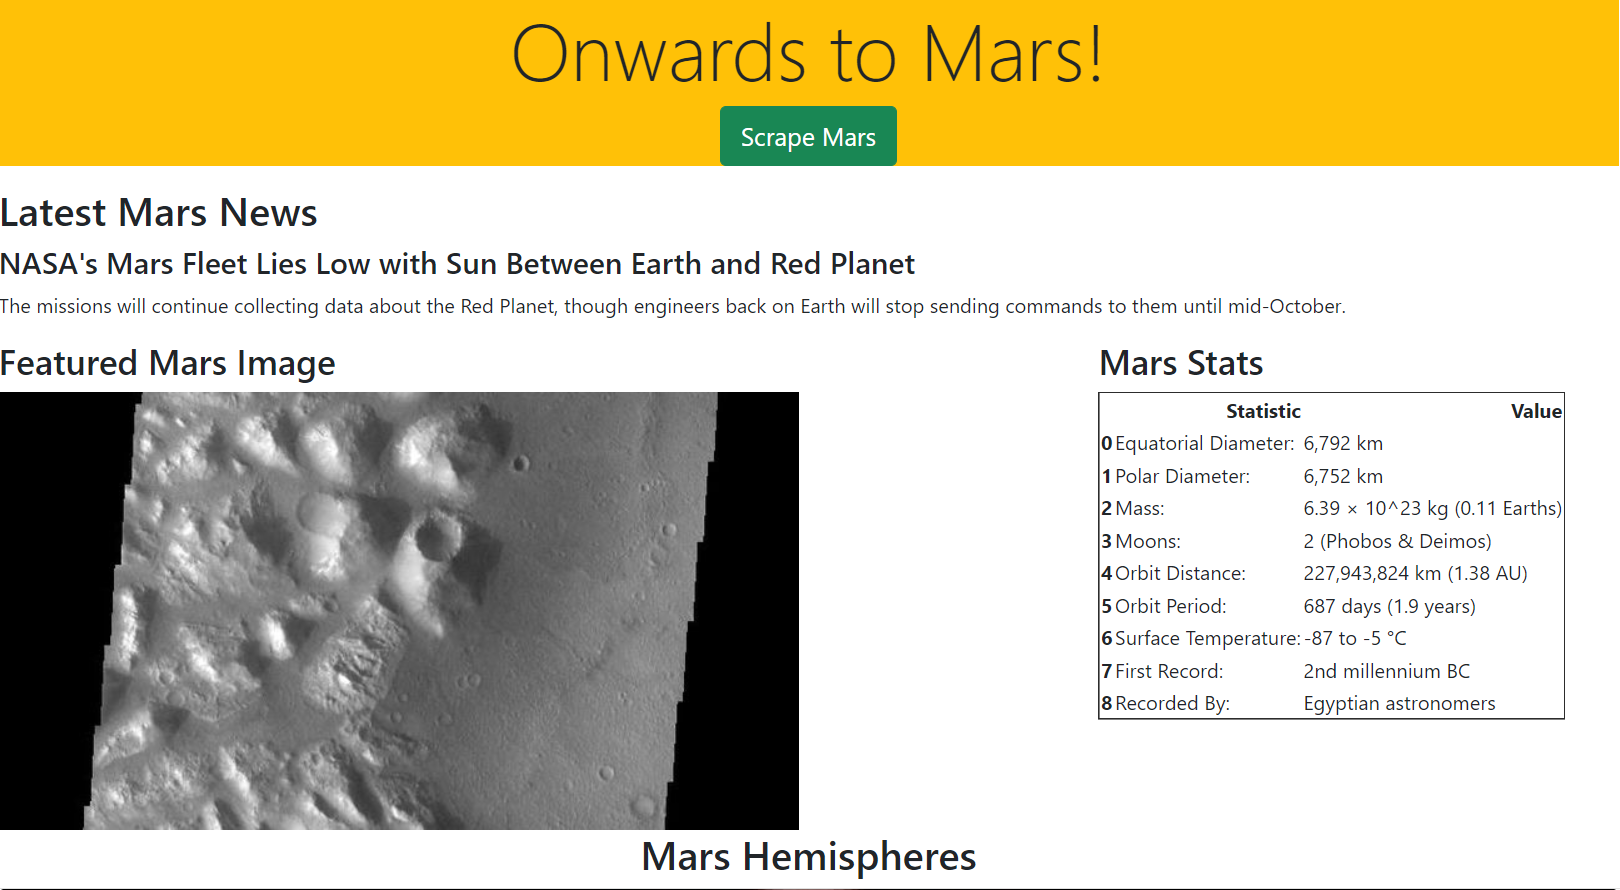 Onwards to Mars!
Scrape Mars
Latest Mars News
NASA's Mars Fleet Lies Low with Sun Between Earth and Red Planet
The missions will continue collecting data about the Red Planet, though engineers back on Earth will stop sending commands to them until mid-October.
Featured Mars Image
Mars Stats
Statistic Value
0 Equatorial Diameter: 6,792 km
1 Polar Diameter: 6,752 km
2 Mass: 6.39 × 10^23 kg (0.11 Earths)
3 Moons: 2 (Phobos & Deimos)
4 Orbit Distance: 227,943,824 km (1.38 AU)
5 Orbit Period: 687 days (1.9 years)
6 Surface Temperature: -87 to -5 °C
7 First Record: 2nd millennium BC
8 Recorded By: Egyptian astronomers
Mars Hemispheres